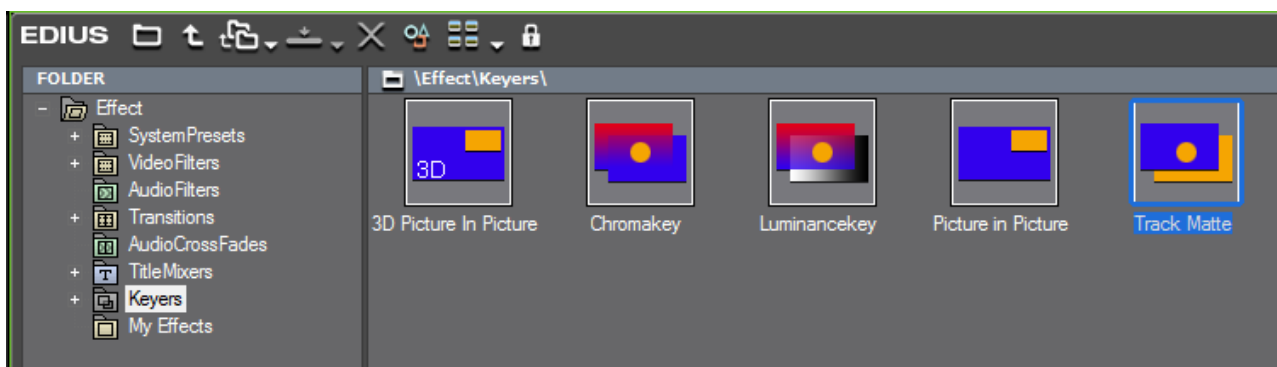 EDIUS
FOLDER
\Effect\Keyers\
Effect
SystemPresets
VideoFilters
AudioFilters
Transitions
AudioCrossFades
T TitleMixers
Keyers
My Effects
3D
3D Picture In Picture
Chromakey
Luminancekey
Picture in Picture
Track Matte